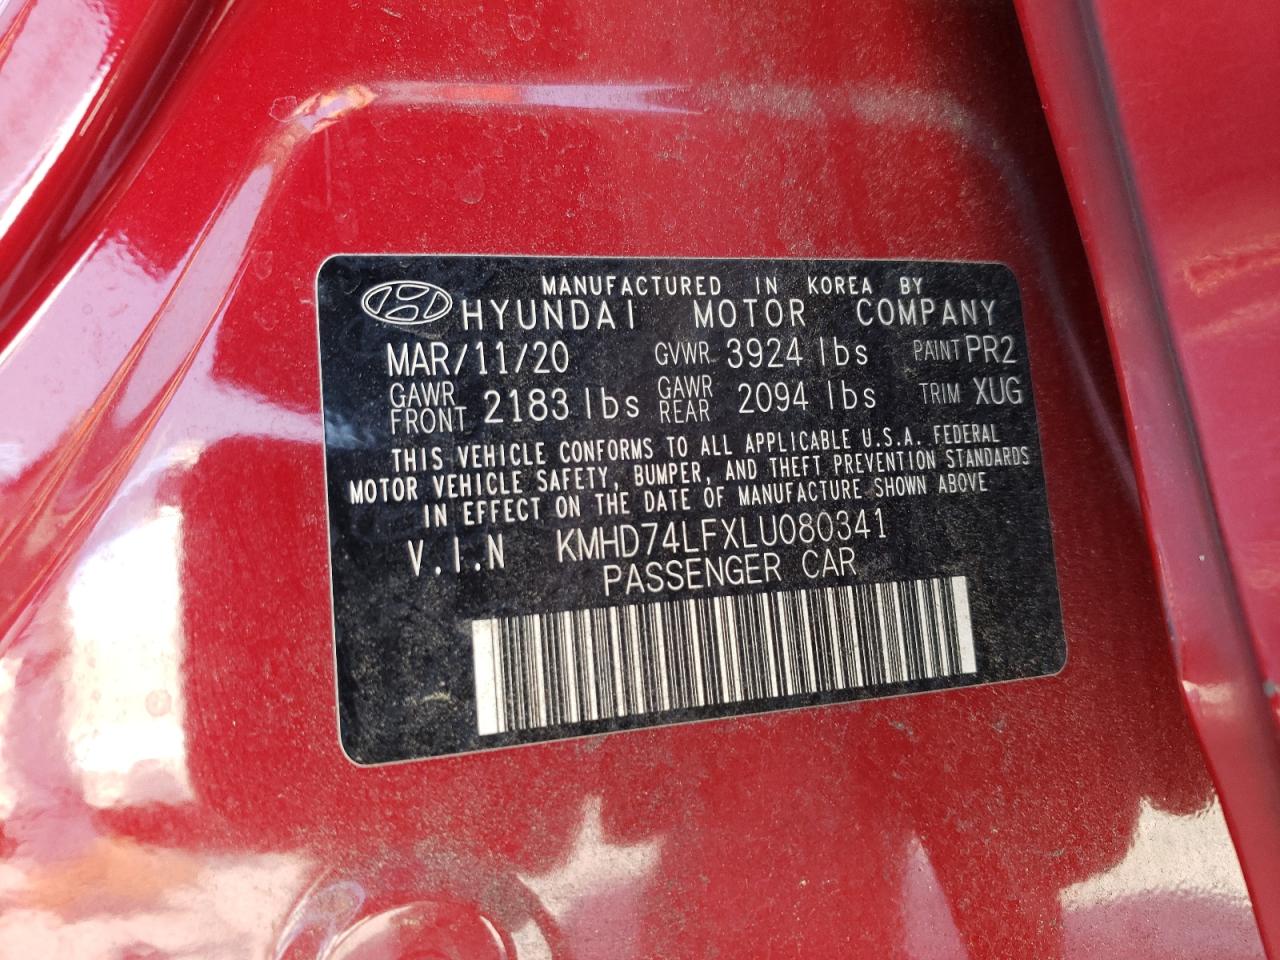 MANUFACTURED IN KOREA BY
HYUNDAI MOTOR COMPANY
MAR/11/20 GVWR 3924 lbs PAINT PR2
GAWR FRONT 2183 lbs GAWR REAR 2094 lbs TRIM XUG
THIS VEHICLE CONFORMS TO ALL APPLICABLE U.S.A. FEDERAL
MOTOR VEHICLE SAFETY, BUMPER, AND THEFT PREVENTION STANDARDS
IN EFFECT ON THE DATE OF MANUFACTURE SHOWN ABOVE
V.I.N KMHD74LFXLU080341
PASSENGER CAR